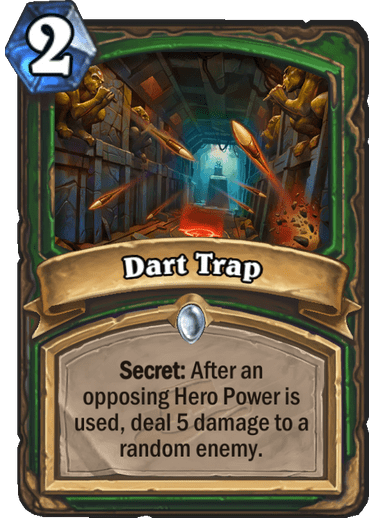 2
Dart Trap
Secret: After an
opposing Hero Power is
used, deal 5 damage to a
random enemy.